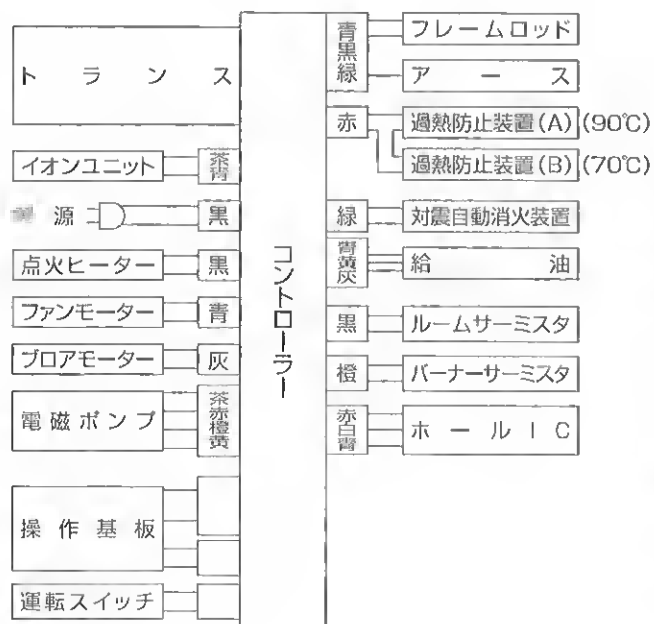 トランス
イオンユニット
茶青
源
黒
点火ヒーター
黒
ファンモーター
青
ブロアモーター
灰
電磁ポンプ
茶赤橙黄
操作基板
運転スイッチ
コントローラー
青黒緑
フレームロッド
アース
赤
過熱防止装置(A)(90℃)
過熱防止装置(B)(70℃)
緑
対震自動消火装置
青黄灰
給油
黒
ルームサーミスタ
橙
バーナーサーミスタ
赤白青
ホールIC